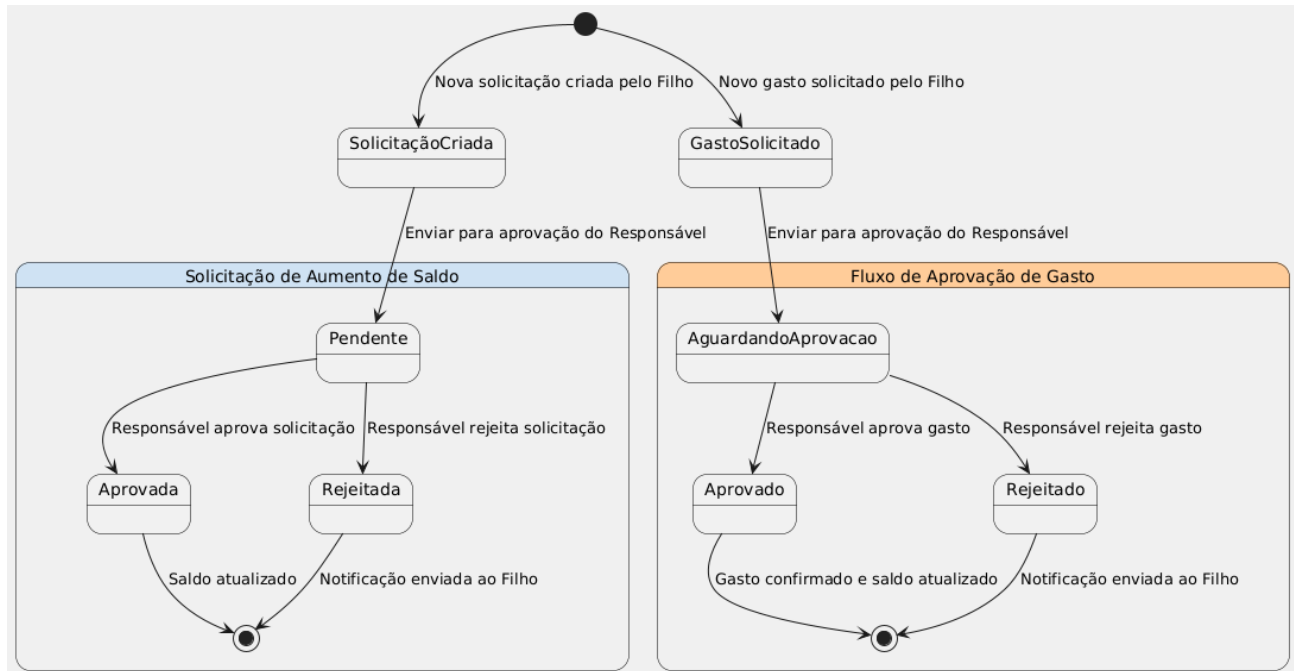 Nova solicitação criada pelo Filho
Novo gasto solicitado pelo Filho
SolicitaçãoCriada
GastoSolicitado
Enviar para aprovação do Responsável
Enviar para aprovação do Responsável
Solicitação de Aumento de Saldo
Fluxo de Aprovação de Gasto
Pendente
AguardandoAprovacao
Responsável aprova solicitação
Responsável rejeita solicitação
Responsável aprova gasto
Responsável rejeita gasto
Aprovada
Rejeitada
Aprovado
Rejeitado
Saldo atualizado
Notificação enviada ao Filho
Gasto confirmado e saldo atualizado
Notificação enviada ao Filho